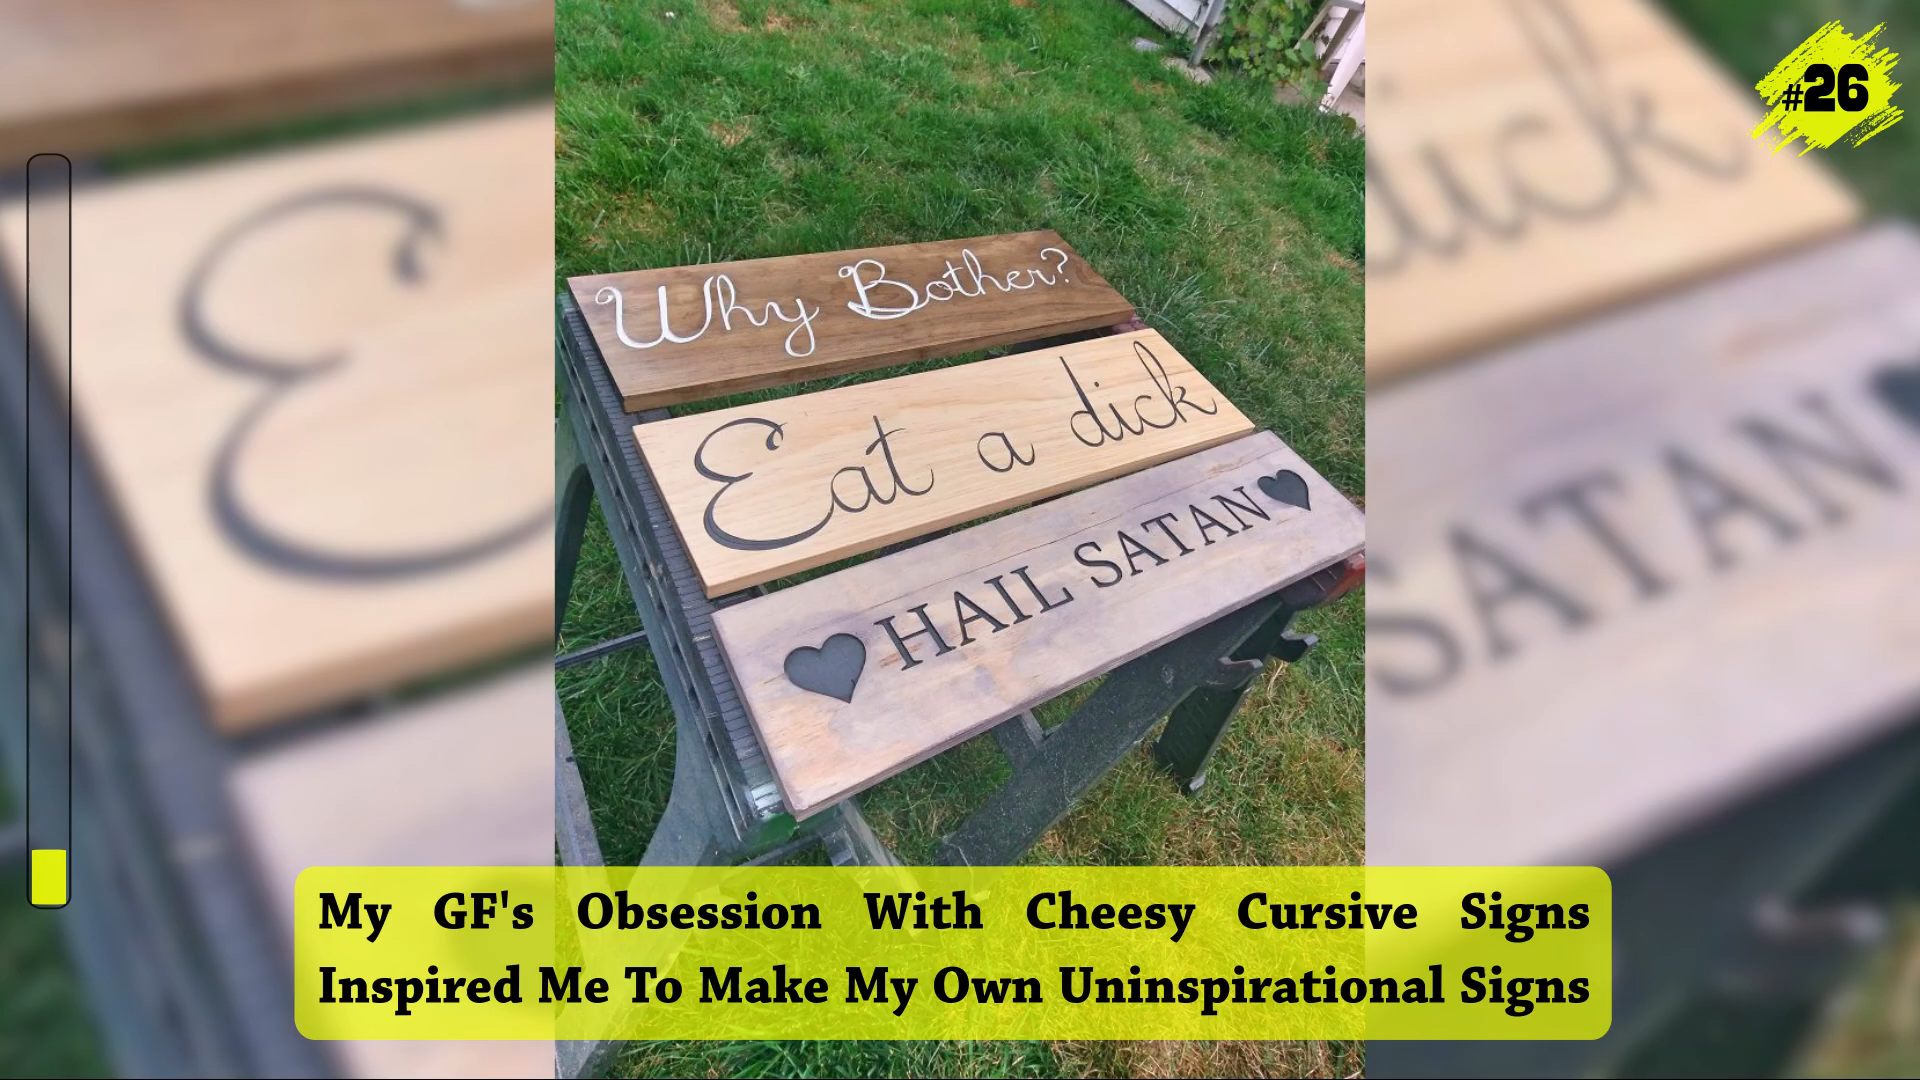 #26
Why Bother?
Eat a dick
HAIL SATAN
My GF's Obsession With Cheesy Cursive Signs
Inspired Me To Make My Own Uninspirational Signs